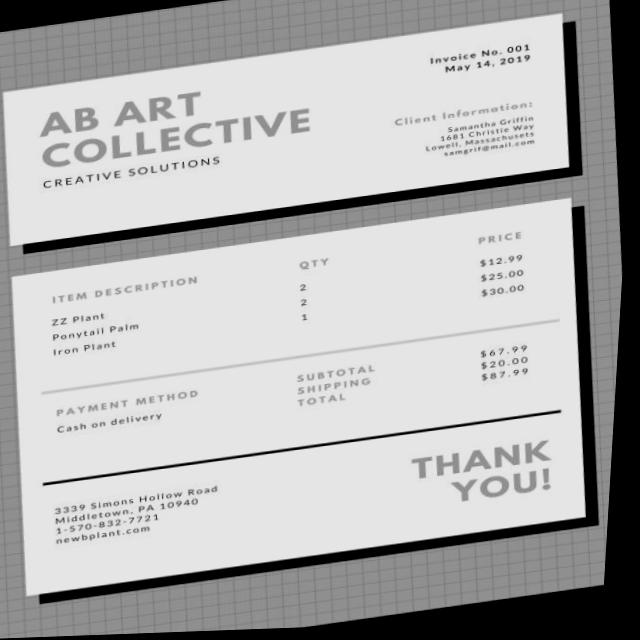 AB ART
COLLECTIVE
CREATIVE SOLUTIONS
Invoice No. 001
May 14, 2019
Client Information:
Samantha Griffin
1681 Christie Way
Lowell, Massachusets
samgrif@mail.com
ITEM DESCRIPTION QTY PRICE
ZZ Plant 2 $12.99
Ponytail Palm 2 $25.00
Iron Plant 1 $30.00
PAYMENT METHOD
Cash on delivery
SUBTOTAL $67.99
SHIPPING $20.00
TOTAL $87.99
3339 Simons Hollow Road
Middletown, PA 10940
1-570-832-7721
newbplant.com
THANK
YOU!